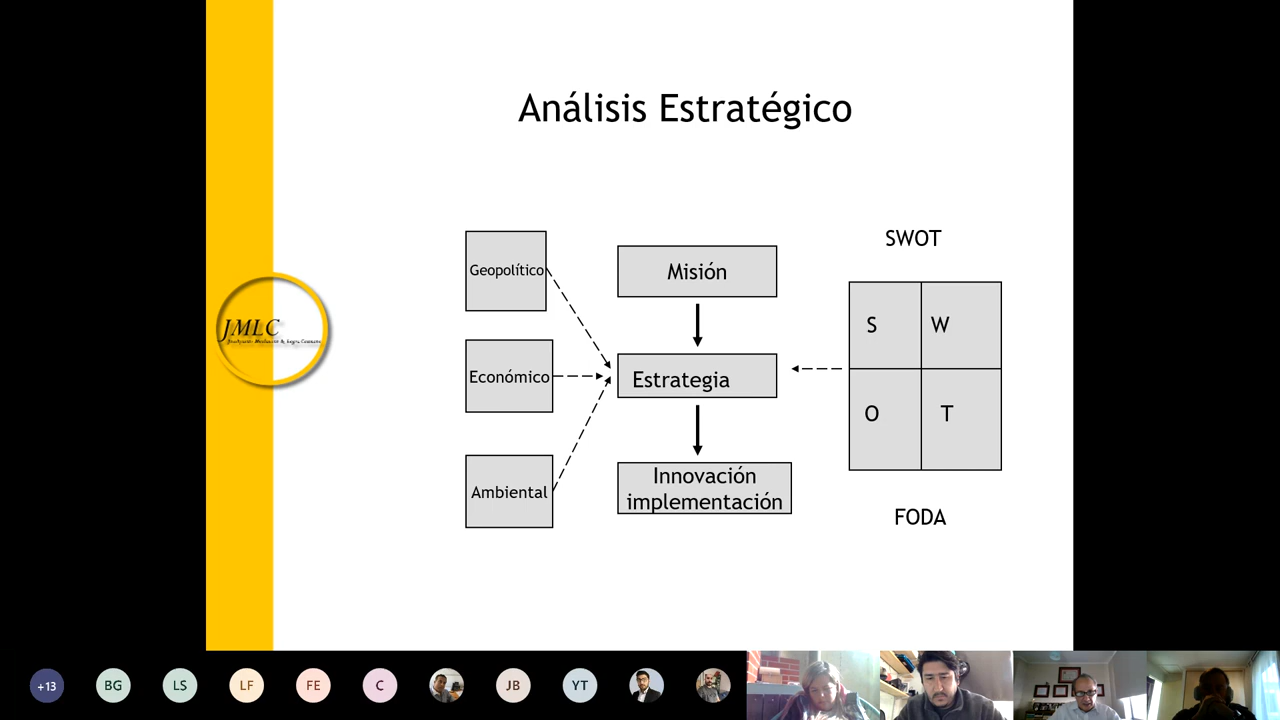 Análisis Estratégico
Geopolítico
Económico
Ambiental
Misión
Estrategia
Innovación
implementación
SWOT
S W
O T
FODA
JMLC
+13 BG LS LF FE C JB YT